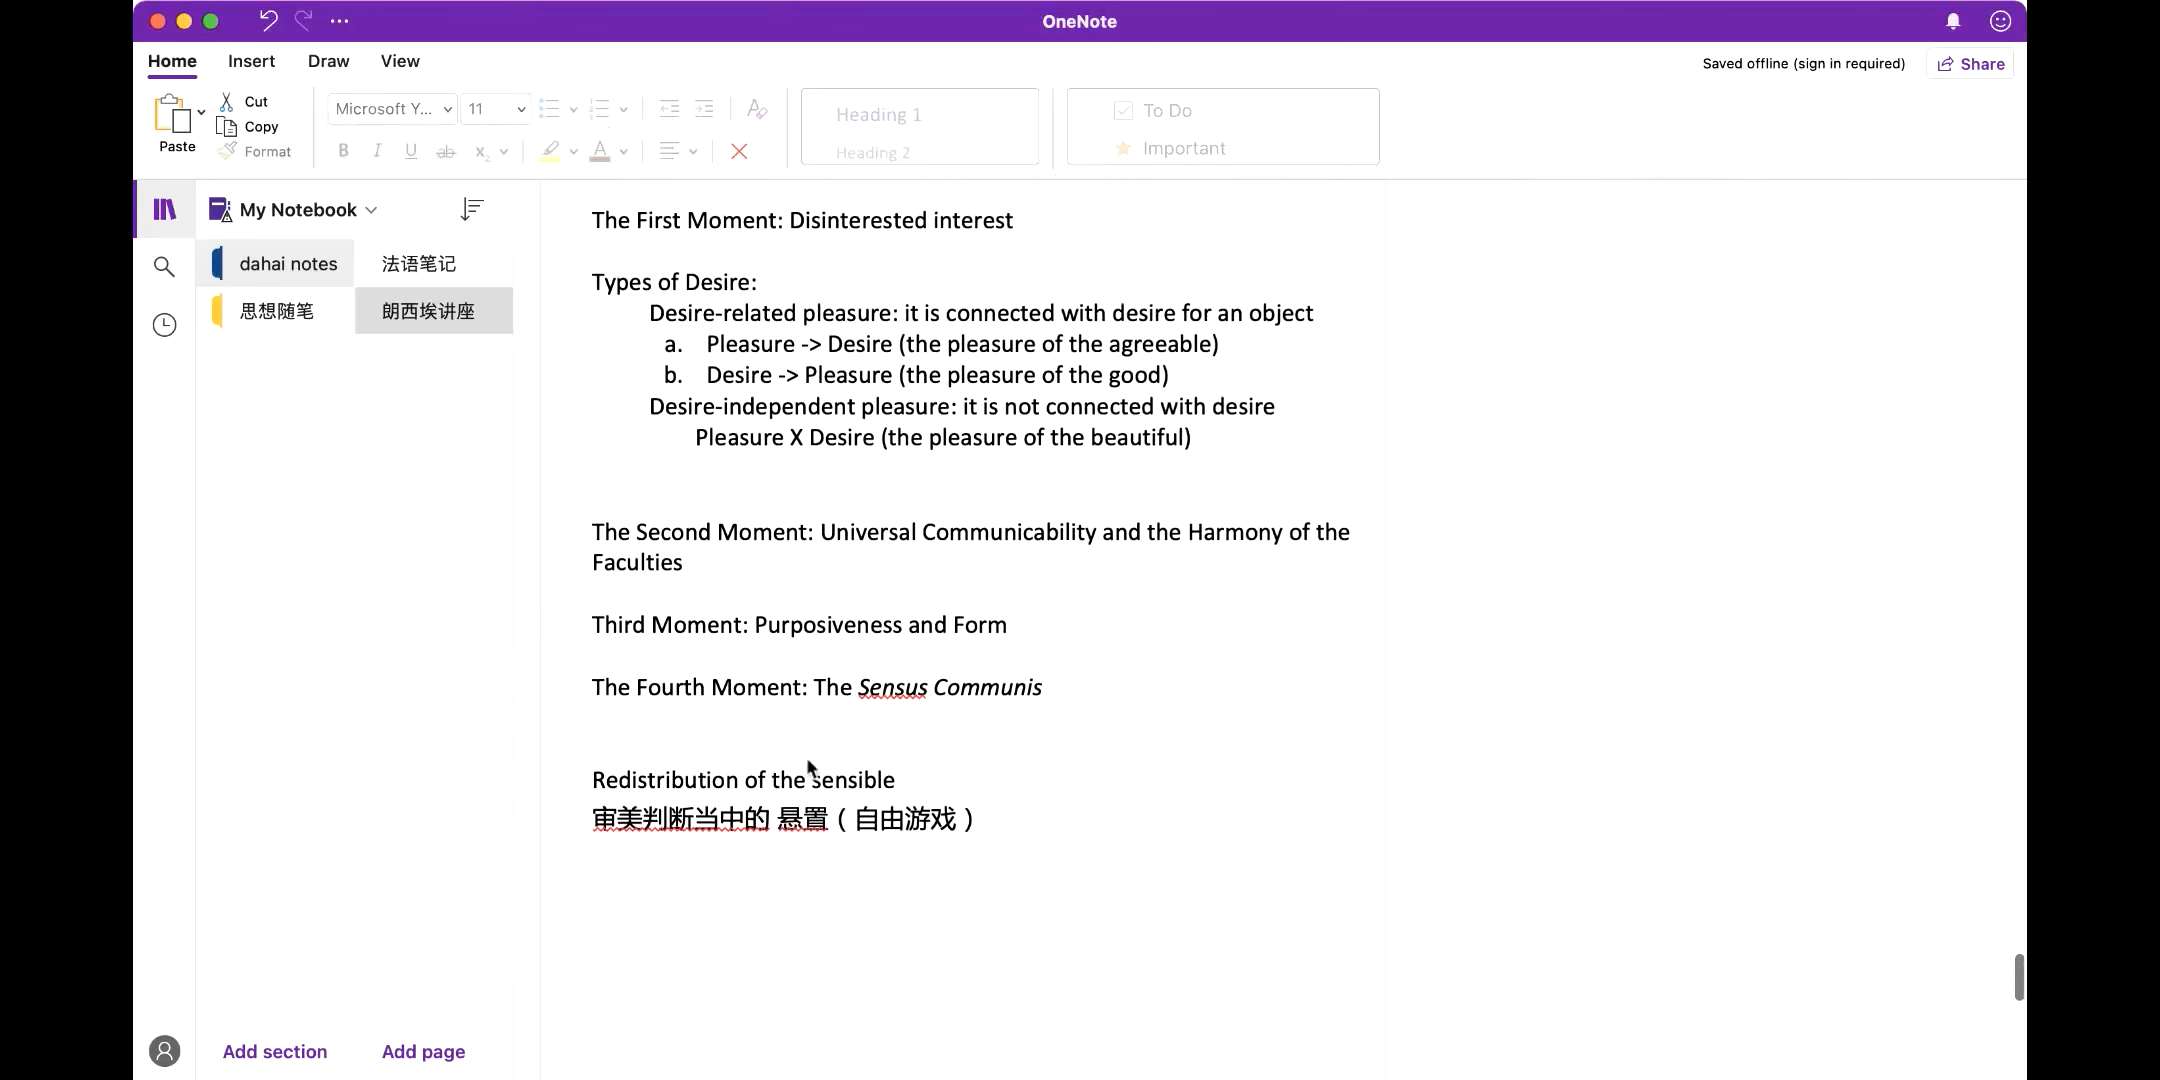 OneNote
Home Insert Draw View
Saved offline (sign in required) Share
Paste
Cut
Copy
Format
Microsoft Y... 11
B I U ab x₂ A
Heading 1
Heading 2
To Do
Important
My Notebook
dahai notes
思想随笔
法语笔记
朗西埃讲座
The First Moment: Disinterested interest
Types of Desire:
Desire-related pleasure: it is connected with desire for an object
a. Pleasure -> Desire (the pleasure of the agreeable)
b. Desire -> Pleasure (the pleasure of the good)
Desire-independent pleasure: it is not connected with desire
Pleasure X Desire (the pleasure of the beautiful)
The Second Moment: Universal Communicability and the Harmony of the
Faculties
Third Moment: Purposiveness and Form
The Fourth Moment: The Sensus Communis
Redistribution of the sensible
审美判断当中的 悬置（自由游戏）
Add section Add page